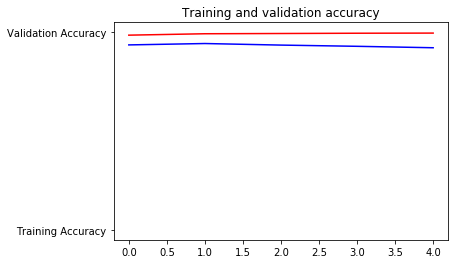 Training and validation accuracy
Validation Accuracy
Training Accuracy
0.0 0.5 1.0 1.5 2.0 2.5 3.0 3.5 4.0